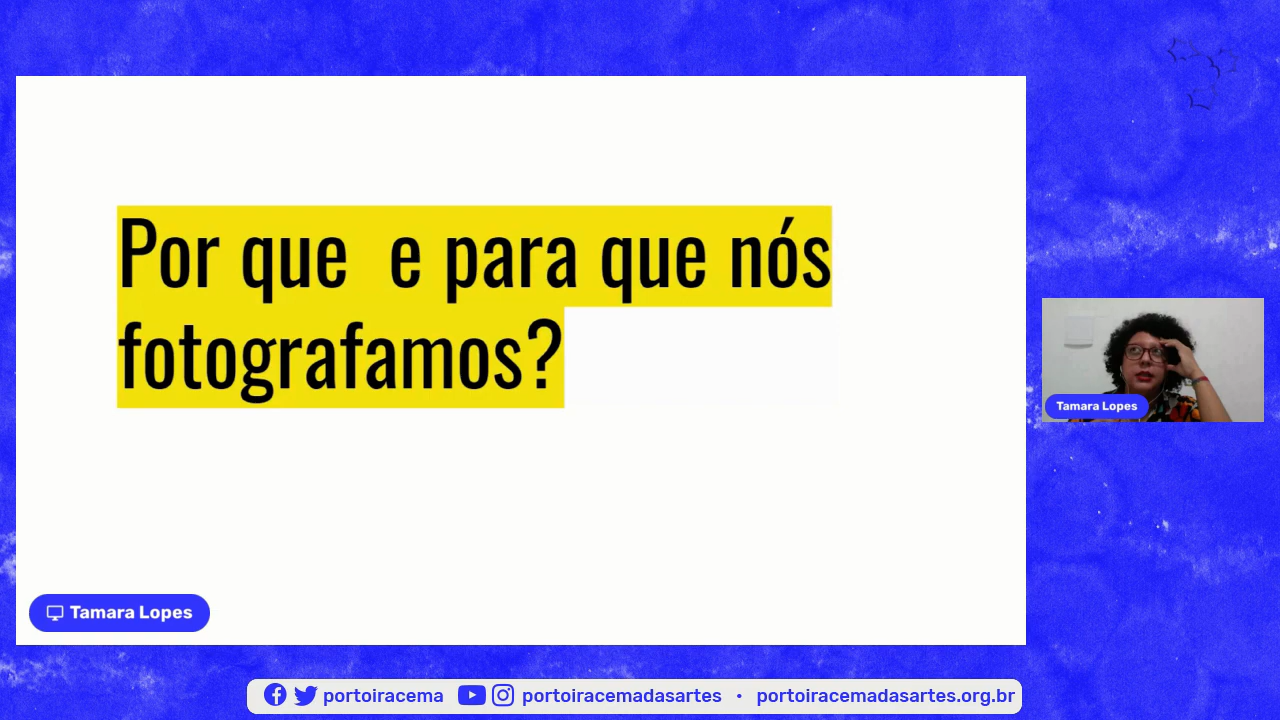 Por que  e para que nós
fotografamos?
Tamara Lopes
Tamara Lopes
portoiracema portoiracemadasartes • portoiracemadasartes.org.br